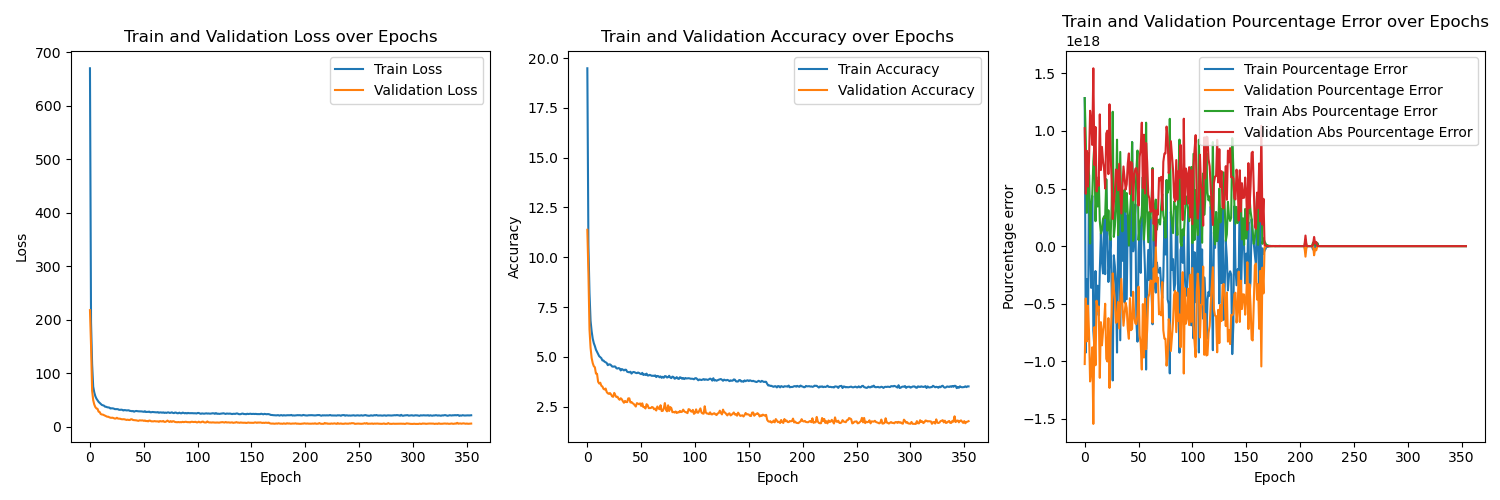 Train and Validation Loss over Epochs
700
600
500
400
300
200
100
0
Loss
0 50 100 150 200 250 300 350
Epoch
Train Loss
Validation Loss
Train and Validation Accuracy over Epochs
20.0
17.5
15.0
12.5
10.0
7.5
5.0
2.5
Accuracy
0 50 100 150 200 250 300 350
Epoch
Train Accuracy
Validation Accuracy
Train and Validation Pourcentage Error over Epochs
1e18
1.5
1.0
0.5
0.0
−0.5
−1.0
−1.5
Pourcentage error
0 50 100 150 200 250 300 350
Epoch
Train Pourcentage Error
Validation Pourcentage Error
Train Abs Pourcentage Error
Validation Abs Pourcentage Error